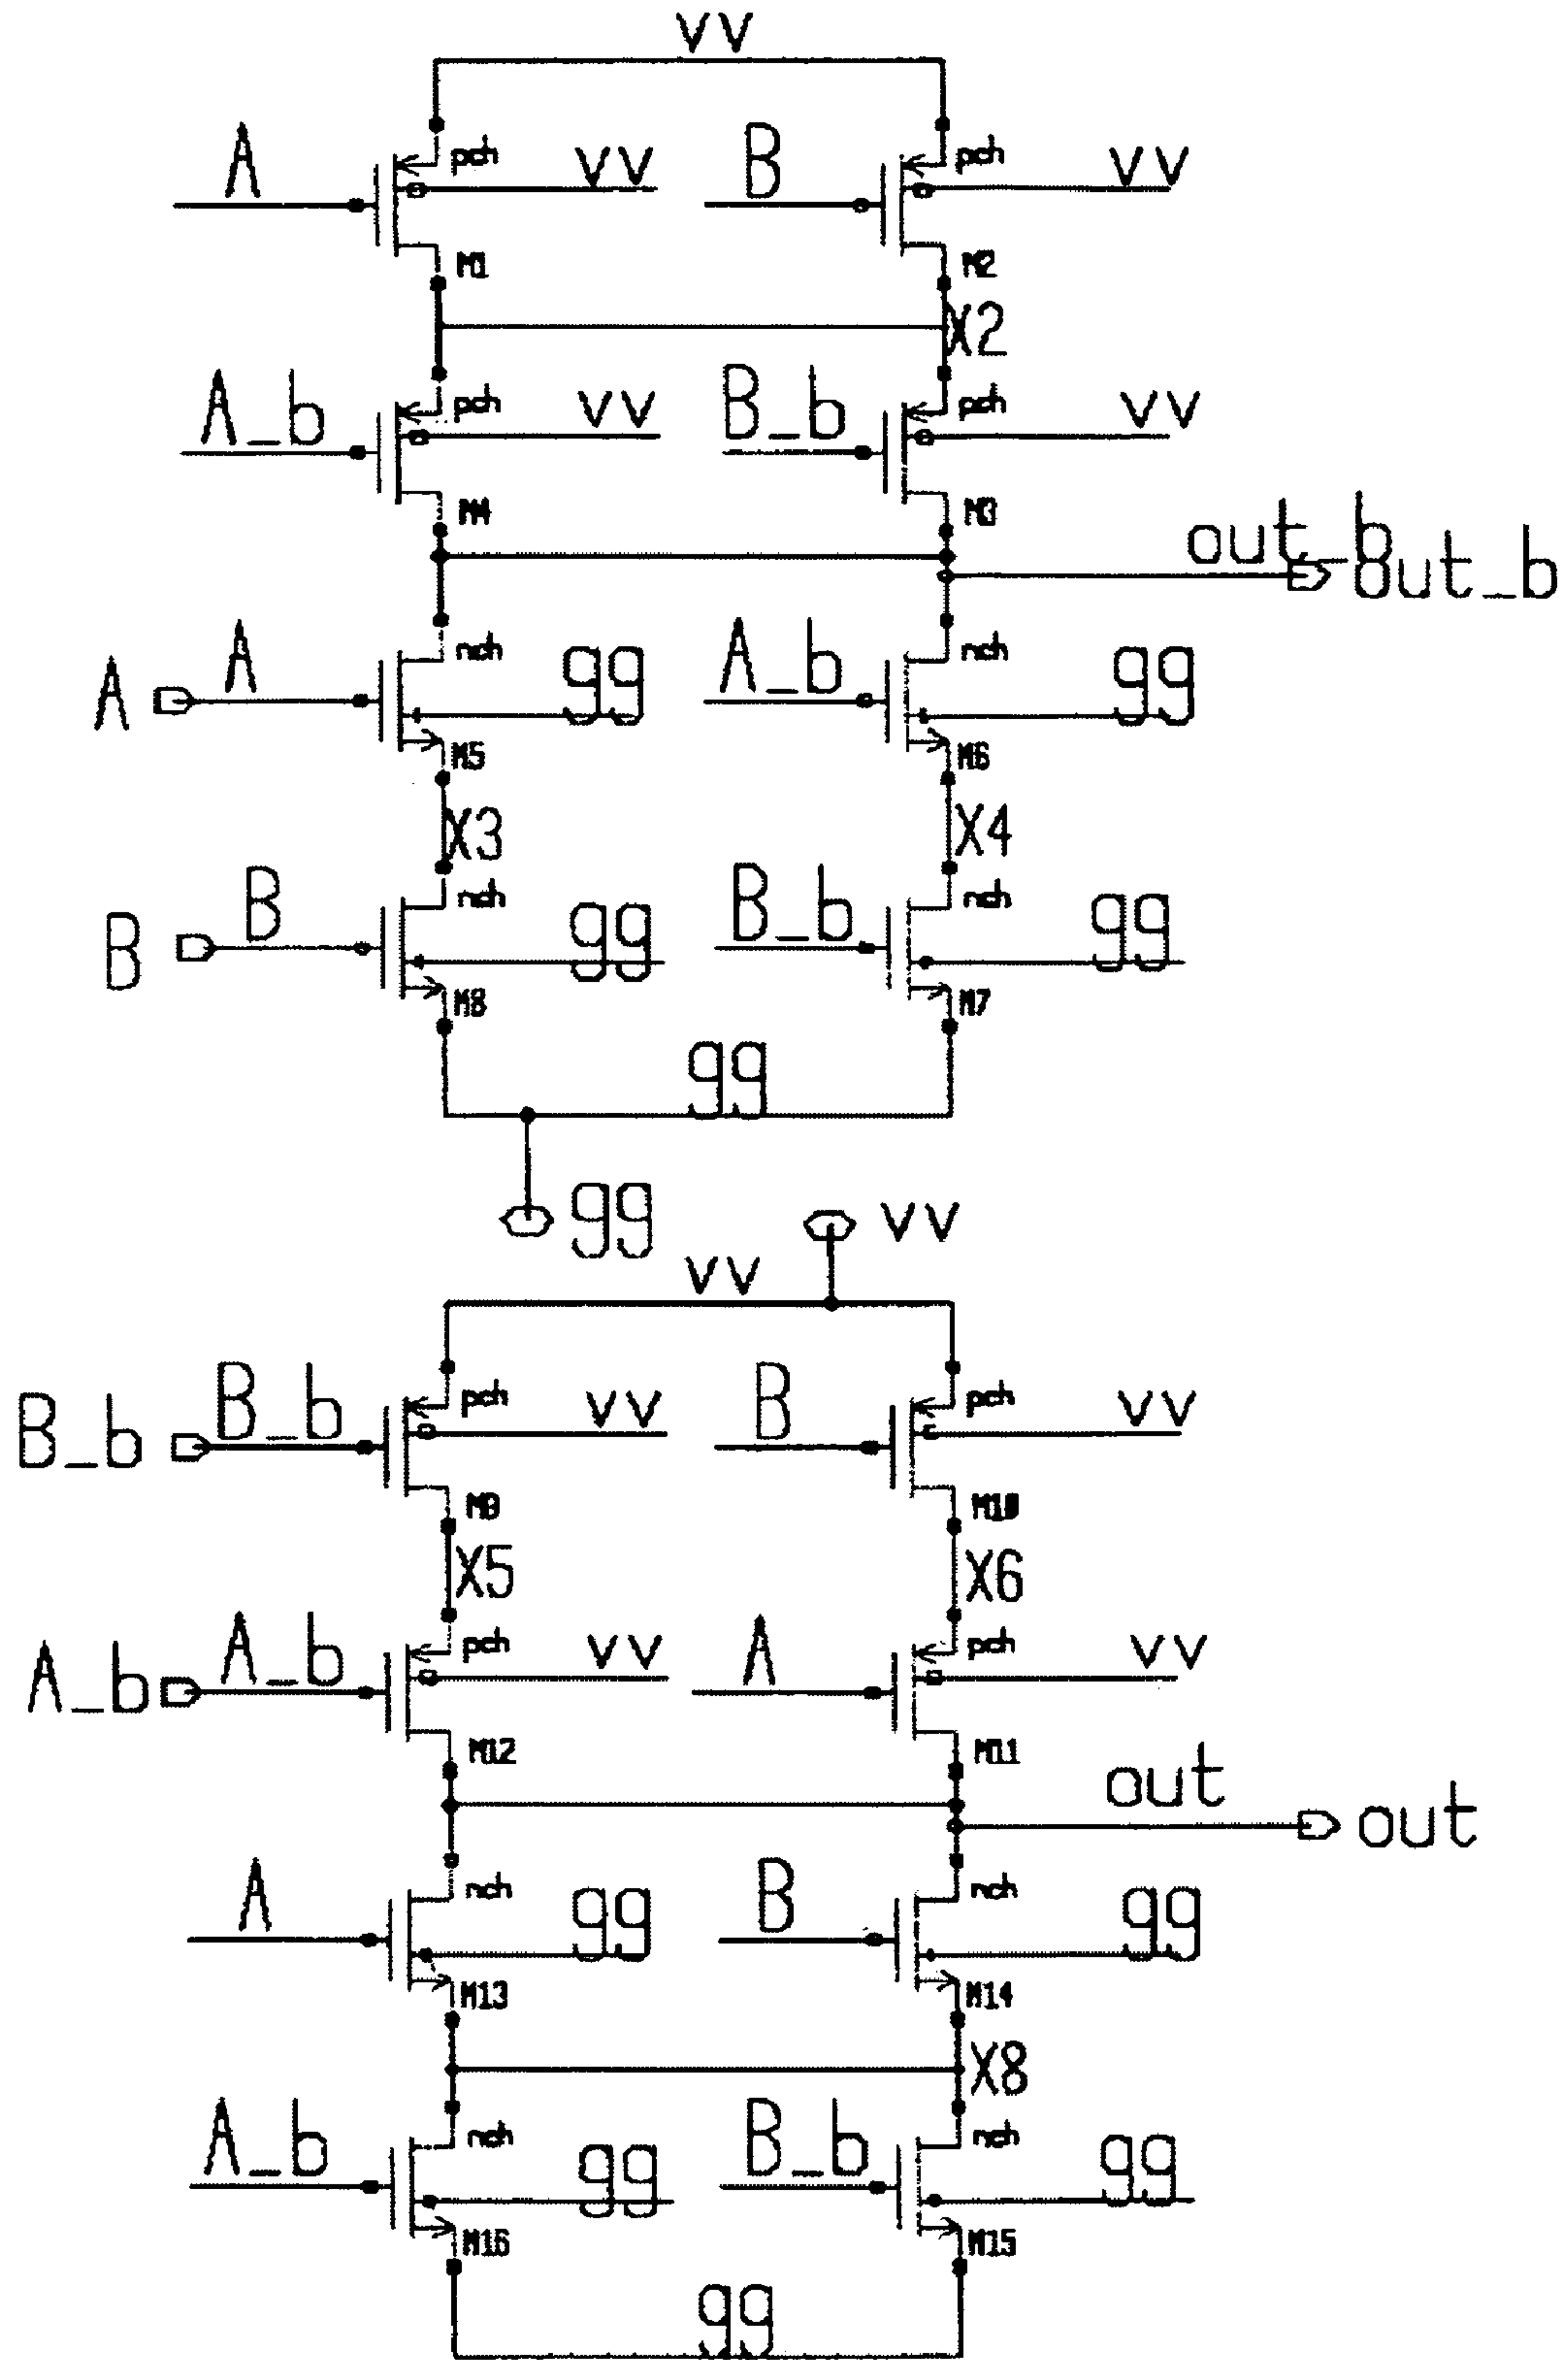 vv
A pch vv B pch vv
M1 M2
X2
A_b pch vv B_b pch vv
M4 M3
out_b
out_b
A A nch gg A_b nch gg
M5 M6
X3 X4
B B nch gg B_b nch gg
M8 M7
gg
gg vv
vv
B_b B_b pch vv B pch vv
M9 M10
X5 X6
A_b A_b pch vv A pch vv
M12 M11
out out
A nch gg B nch gg
M13 M14
X8
A_b nch gg B_b nch gg
M16 M15
gg